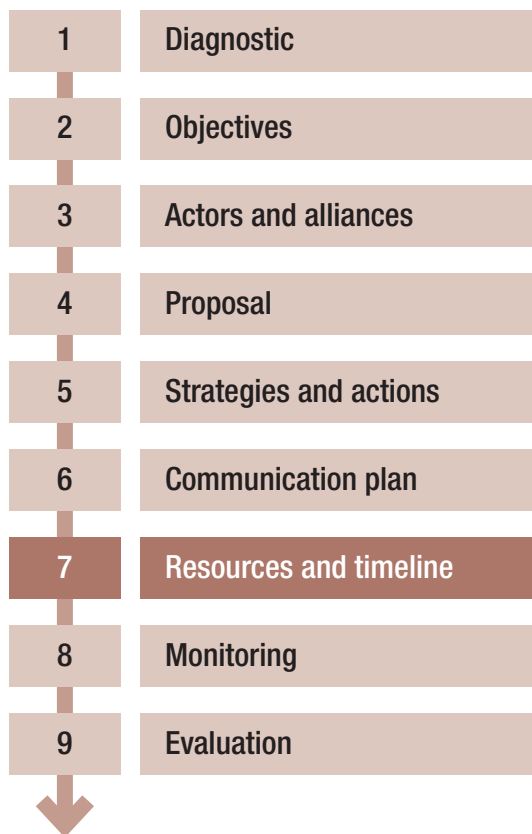 1 Diagnostic
2 Objectives
3 Actors and alliances
4 Proposal
5 Strategies and actions
6 Communication plan
7 Resources and timeline
8 Monitoring
9 Evaluation